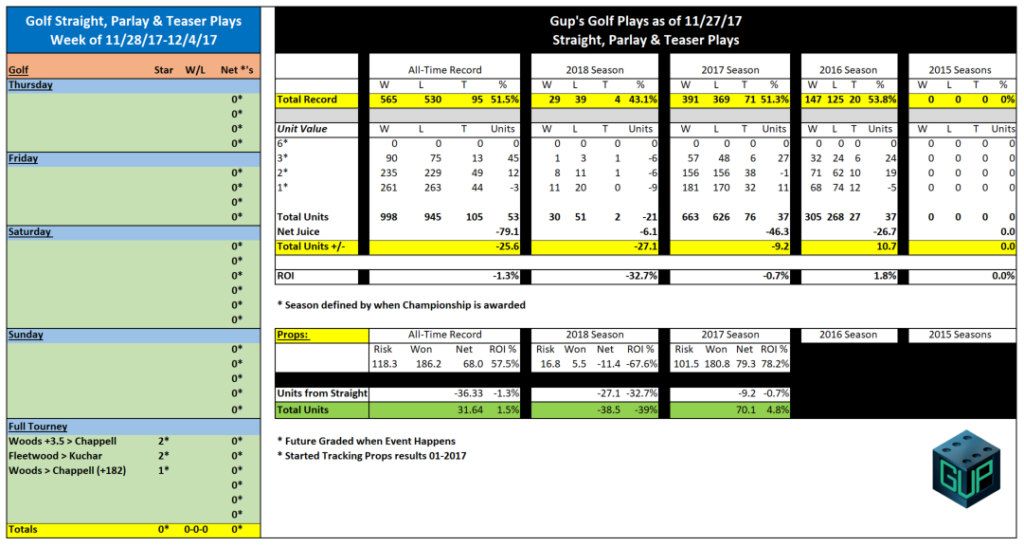 Golf Straight, Parlay & Teaser Plays
Week of 11/28/17-12/4/17
Golf Star W/L Net *'s
Thursday
0*
0*
0*
0*
Friday
0*
0*
0*
0*
Saturday
0*
0*
0*
0*
0*
0*
Sunday
0*
0*
0*
0*
0*
Full Tourney
Woods +3.5 > Chappell 2* 0*
Fleetwood > Kuchar 2* 0*
Woods > Chappell (+182) 1* 0*
0*
0*
0*
Totals 0* 0-0-0 0*
Gup's Golf Plays as of 11/27/17
Straight, Parlay & Teaser Plays
All-Time Record 2018 Season 2017 Season 2016 Season 2015 Seasons
W L T % W L T % W L T % W L T % W L T %
Total Record 565 530 95 51.5% 29 39 4 43.1% 391 369 71 51.3% 147 125 20 53.8% 0 0 0 0%
Unit Value W L T Units W L T Units W L T Units W L T Units W L T Units
6* 0 0 0 0 0 0 0 0 0 0 0 0 0 0 0 0 0 0 0 0
3* 90 75 13 45 1 3 1 -6 57 48 6 27 32 24 6 24 0 0 0 0
2* 235 229 49 12 8 11 1 -6 156 156 38 -1 71 62 10 19 0 0 0 0
1* 261 263 44 -3 11 20 0 -9 181 170 32 11 68 74 12 -5 0 0 0 0
Total Units 998 945 105 53 30 51 2 -21 663 626 76 37 305 268 27 37 0 0 0 0
Net Juice -79.1 -6.1 -46.3 -26.7 0.0
Total Units +/- -25.6 -27.1 -9.2 10.7 0.0
ROI -1.3% -32.7% -0.7% 1.8% 0.0%
* Season defined by when Championship is awarded
Props: All-Time Record 2018 Season 2017 Season 2016 Season 2015 Seasons
Risk Won Net ROI % Risk Won Net ROI % Risk Won Net ROI %
118.3 186.2 68.0 57.5% 16.8 5.5 -11.4 -67.6% 101.5 180.8 79.3 78.2%
Units from Straight -36.33 -1.3% -27.1 -32.7% -9.2 -0.7%
Total Units 31.64 1.5% -38.5 -39% 70.1 4.8%
* Future Graded when Event Happens
* Started Tracking Props results 01-2017
GUP